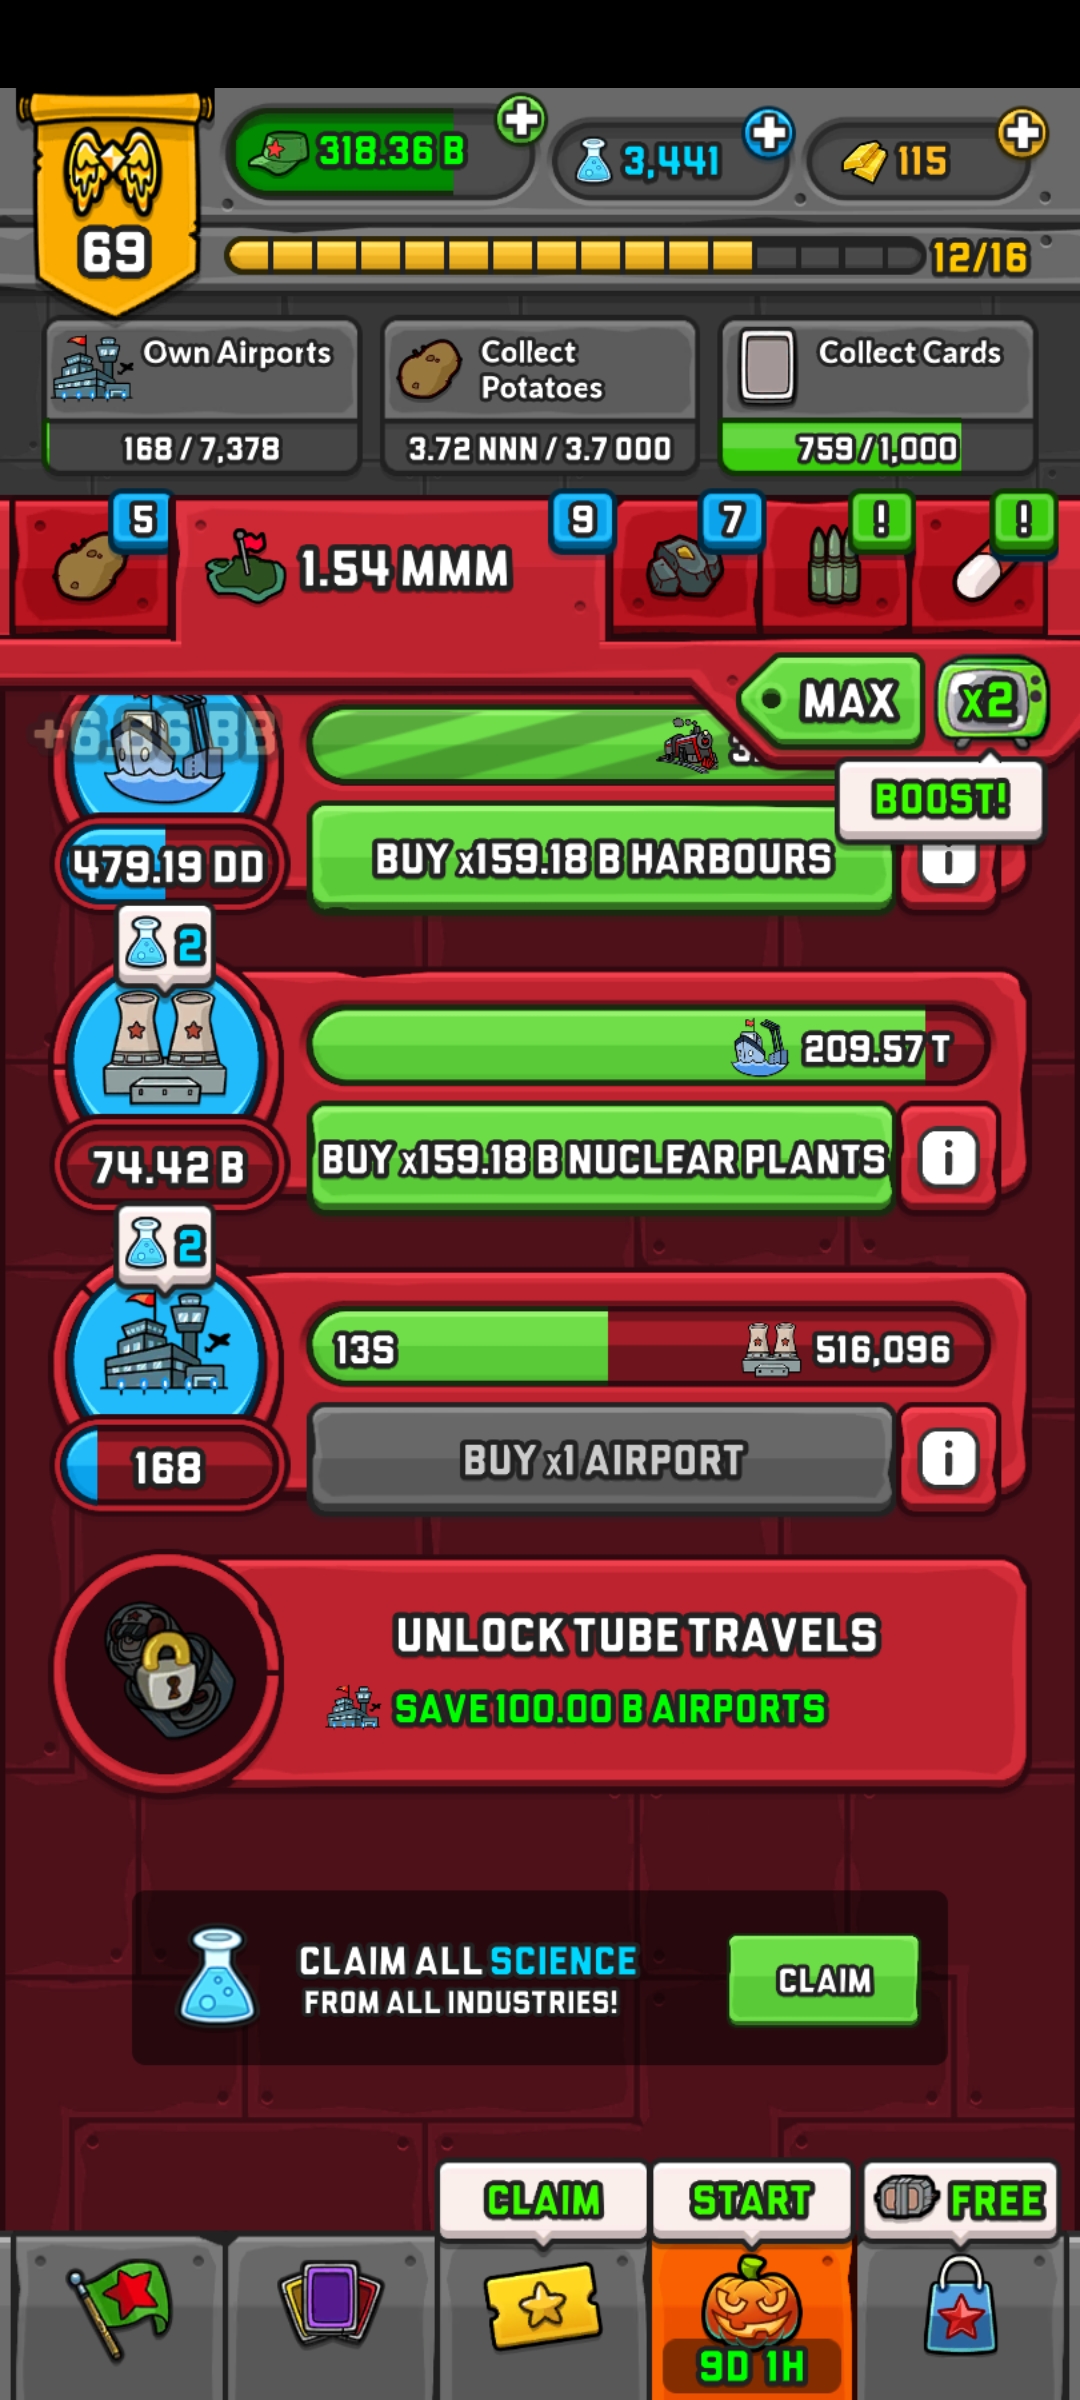 69
318.36 B
3,441
115
12/16
Own Airports
168 / 7,378
Collect
Potatoes
3.72 NNN / 3.7 OOO
Collect Cards
759 / 1,000
5
1.54 MMM
9
7
!
!
MAX
x2
BOOST!
479.19 DD
BUY x159.18 B HARBOURS
i
2
209.57 T
74.42 B
BUY x159.18 B NUCLEAR PLANTS
i
2
13S
516,096
168
BUY x1 AIRPORT
i
UNLOCK TUBE TRAVELS
SAVE 100.00 B AIRPORTS
CLAIM ALL SCIENCE
FROM ALL INDUSTRIES!
CLAIM
CLAIM
START
FREE
9D 1H